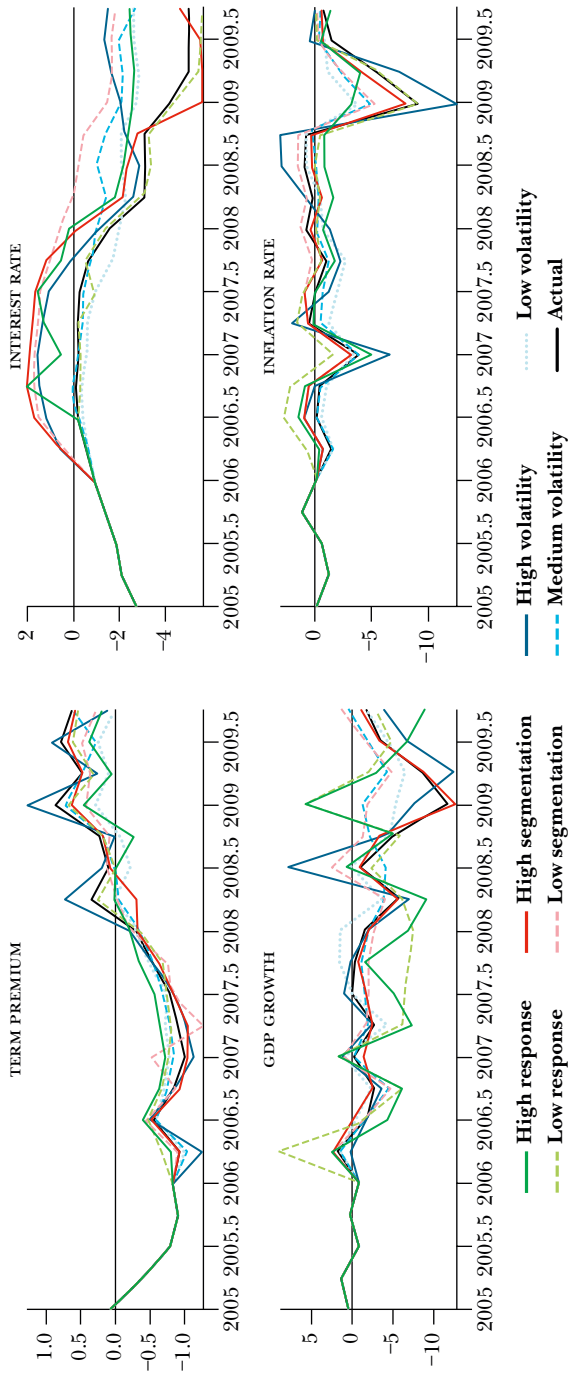 TERM PREMIUM
1.0
0.5
0.0
−0.5
−1.0
2005 2005.5 2006 2006.5 2007 2007.5 2008 2008.5 2009 2009.5
INTEREST RATE
2
0
−2
−4
2005 2005.5 2006 2006.5 2007 2007.5 2008 2008.5 2009 2009.5
GDP GROWTH
5
0
−5
−10
2005 2005.5 2006 2006.5 2007 2007.5 2008 2008.5 2009 2009.5
INFLATION RATE
0
−5
−10
2005 2005.5 2006 2006.5 2007 2007.5 2008 2008.5 2009 2009.5
High response High segmentation High volatility Low volatility
Low response Low segmentation Medium volatility Actual